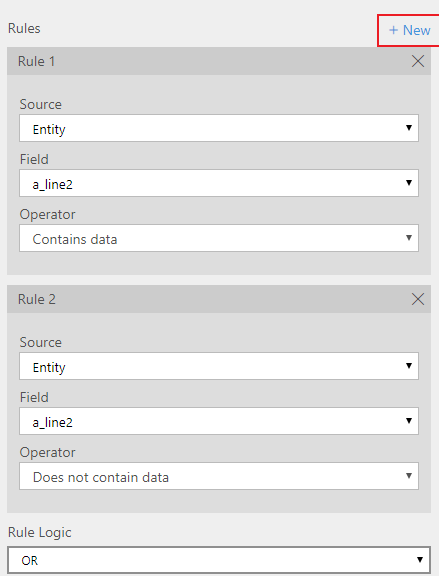 Rules
+ New
Rule 1
Source
Entity
Field
a_line2
Operator
Contains data
Rule 2
Source
Entity
Field
a_line2
Operator
Does not contain data
Rule Logic
OR